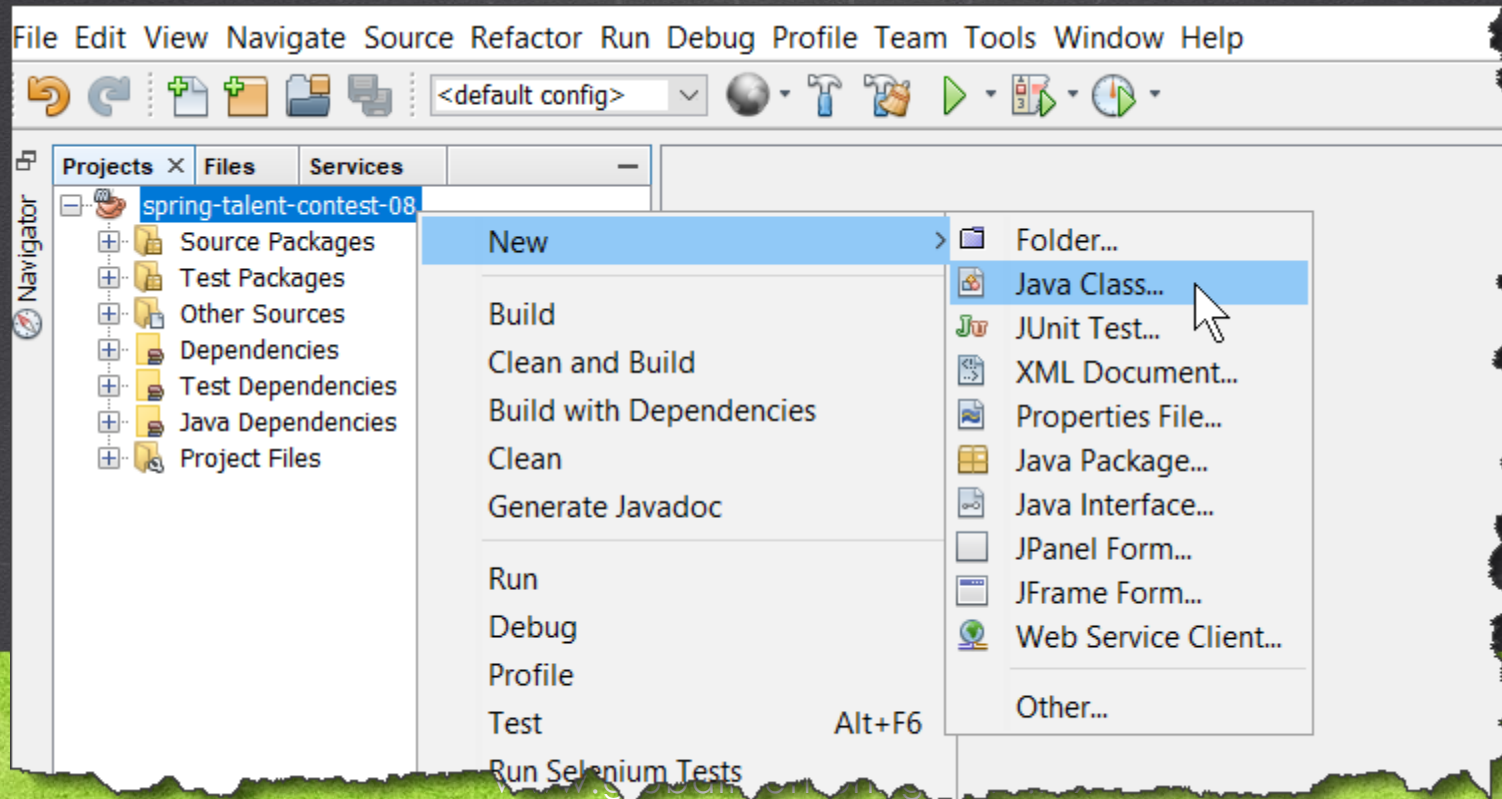 File Edit View Navigate Source Refactor Run Debug Profile Team Tools Window Help
<default config>
Projects Files Services
Navigator
spring-talent-contest-08
Source Packages
Test Packages
Other Sources
Dependencies
Test Dependencies
Java Dependencies
Project Files
New
Build
Clean and Build
Build with Dependencies
Clean
Generate Javadoc
Run
Debug
Profile
Test Alt+F6
Run Selenium Tests
Folder...
Java Class...
JUnit Test...
XML Document...
Properties File...
Java Package...
Java Interface...
JPanel Form...
JFrame Form...
Web Service Client...
Other...